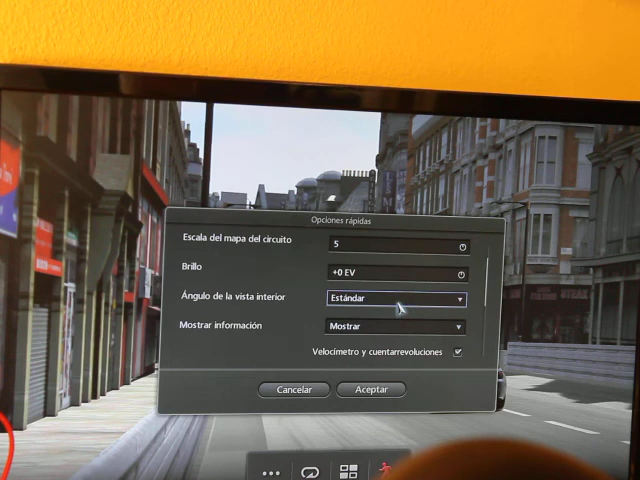 Opciones rápidas
Escala del mapa del circuito 5
Brillo +0 EV
Ángulo de la vista interior Estándar
Mostrar información Mostrar
Velocímetro y cuentarrevoluciones
Cancelar Aceptar